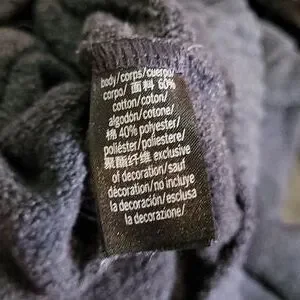 body/corps/cuerpo/
corpo/ 面料 60%
cotton/coton/
algodón/cotone/
棉 40% polyester/
poliéster/poliestere/
聚酯纤维 exclusive
of decoration/sauf
décoration/no incluye
la decoración/esclusa
la decorazione/